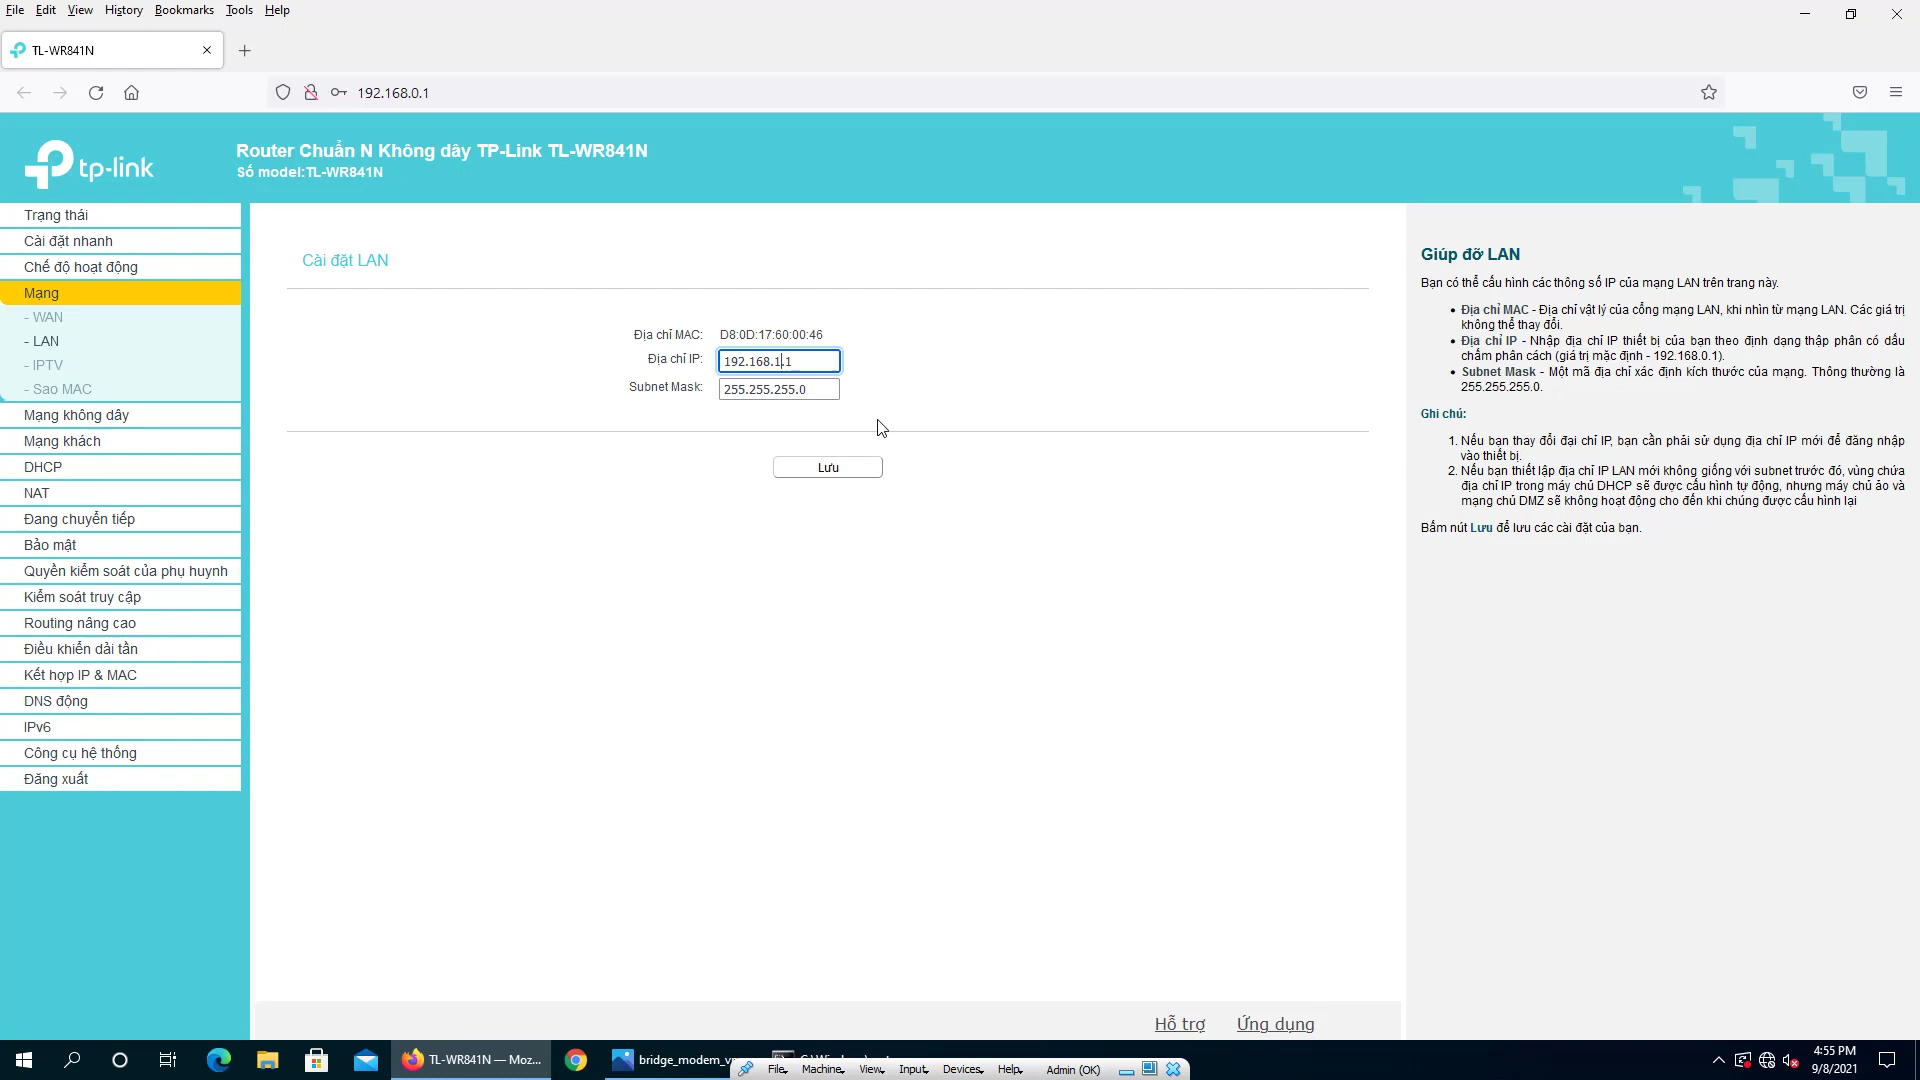 File Edit View History Bookmarks Tools Help
TL-WR841N
192.168.0.1
tp-link
Router Chuẩn N Không dây TP-Link TL-WR841N
Số model:TL-WR841N
Trạng thái
Cài đặt nhanh
Chế độ hoạt động
Mạng
- WAN
- LAN
- IPTV
- Sao MAC
Mạng không dây
Mạng khách
DHCP
NAT
Đang chuyển tiếp
Bảo mật
Quyền kiểm soát của phụ huynh
Kiểm soát truy cập
Routing nâng cao
Điều khiển dải tần
Kết hợp IP & MAC
DNS động
IPv6
Công cụ hệ thống
Đăng xuất
Cài đặt LAN
Địa chỉ MAC: D8:0D:17:60:00:46
Địa chỉ IP: 192.168.1.1
Subnet Mask: 255.255.255.0
Lưu
Hỗ trợ Ứng dụng
Giúp đỡ LAN
Bạn có thể cấu hình các thông số IP của mạng LAN trên trang này.
• Địa chỉ MAC - Địa chỉ vật lý của cổng mạng LAN, khi nhìn từ mạng LAN. Các giá trị
không thể thay đổi.
• Địa chỉ IP - Nhập địa chỉ IP thiết bị của bạn theo định dạng thập phân có dấu
chấm phân cách (giá trị mặc định - 192.168.0.1).
• Subnet Mask - Một mã địa chỉ xác định kích thước của mạng. Thông thường là
255.255.255.0.
Ghi chú:
1. Nếu bạn thay đổi đại chỉ IP, bạn cần phải sử dụng địa chỉ IP mới để đăng nhập
vào thiết bị.
2. Nếu bạn thiết lập địa chỉ IP LAN mới không giống với subnet trước đó, vùng chứa
địa chỉ IP trong máy chủ DHCP sẽ được cấu hình tự động, nhưng máy chủ ảo và
mạng chủ DMZ sẽ không hoạt động cho đến khi chúng được cấu hình lại
Bấm nút Lưu để lưu các cài đặt của bạn.
TL-WR841N — Moz...
File Machine View Input Devices Help Admin (OK)
4:55 PM
9/8/2021